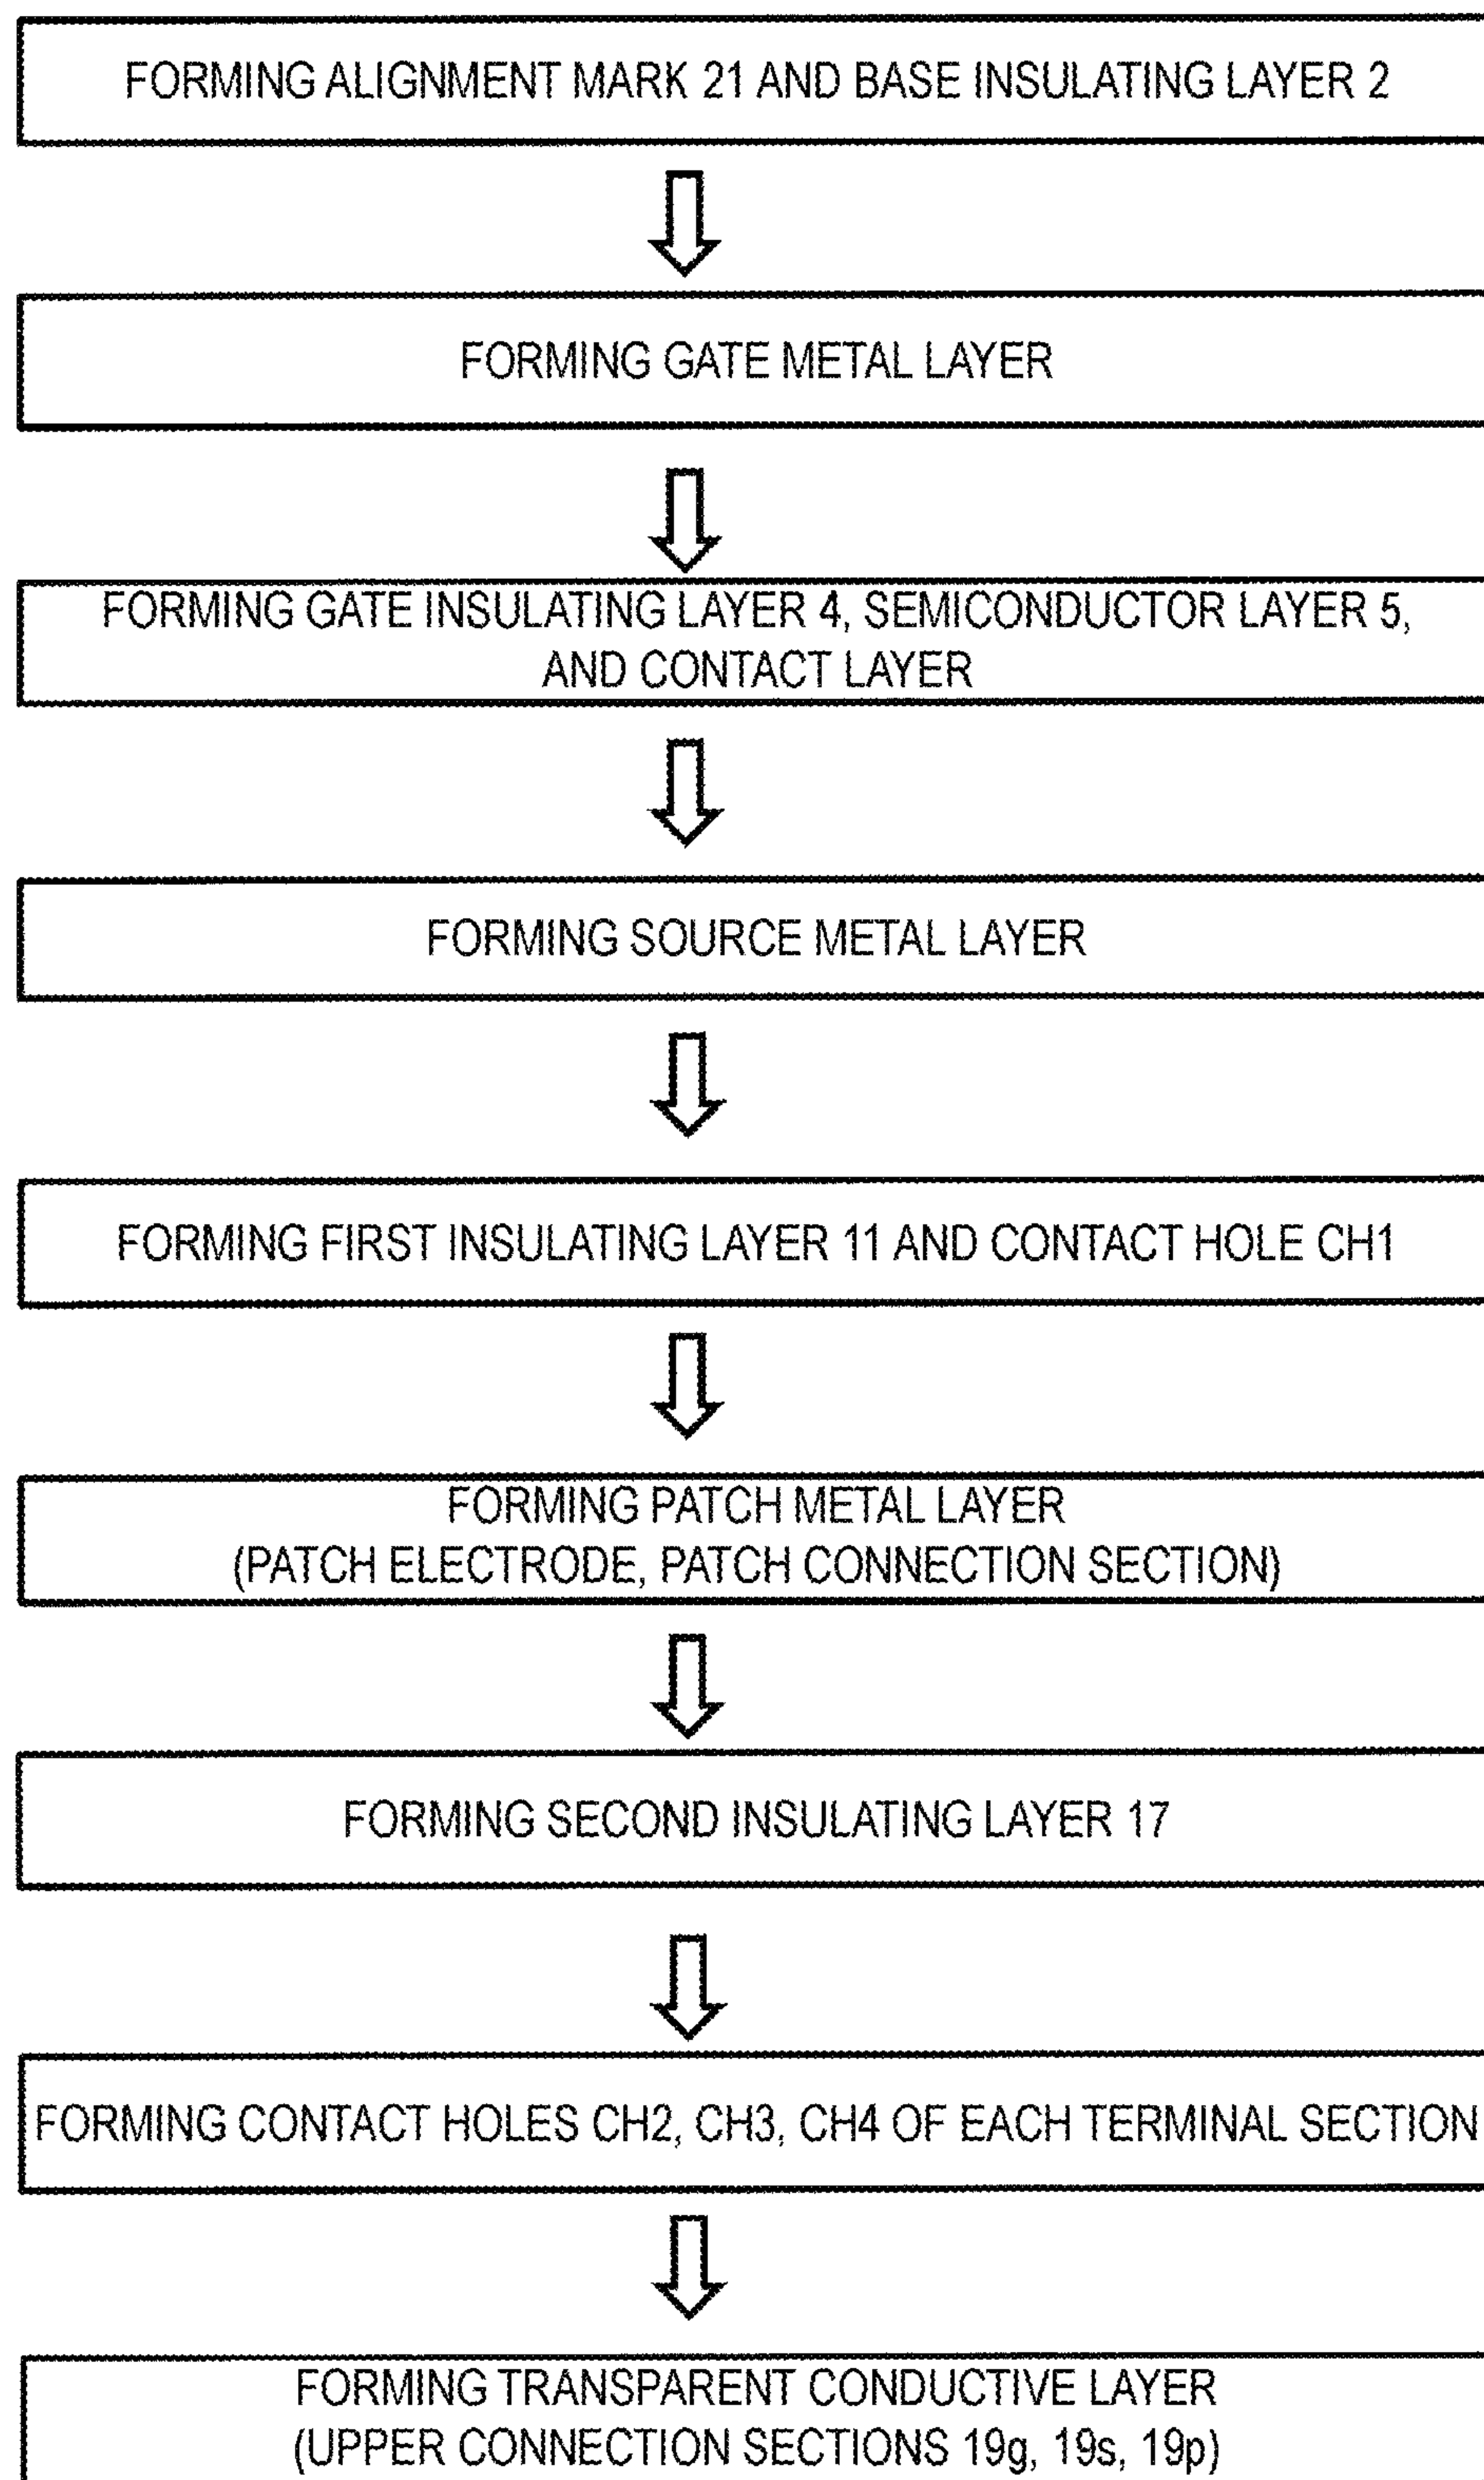 FORMING ALIGNMENT MARK 21 AND BASE INSULATING LAYER 2
FORMING GATE METAL LAYER
FORMING GATE INSULATING LAYER 4, SEMICONDUCTOR LAYER 5,
AND CONTACT LAYER
FORMING SOURCE METAL LAYER
FORMING FIRST INSULATING LAYER 11 AND CONTACT HOLE CH1
FORMING PATCH METAL LAYER
(PATCH ELECTRODE, PATCH CONNECTION SECTION)
FORMING SECOND INSULATING LAYER 17
FORMING CONTACT HOLES CH2, CH3, CH4 OF EACH TERMINAL SECTION
FORMING TRANSPARENT CONDUCTIVE LAYER
(UPPER CONNECTION SECTIONS 19g, 19s, 19p)